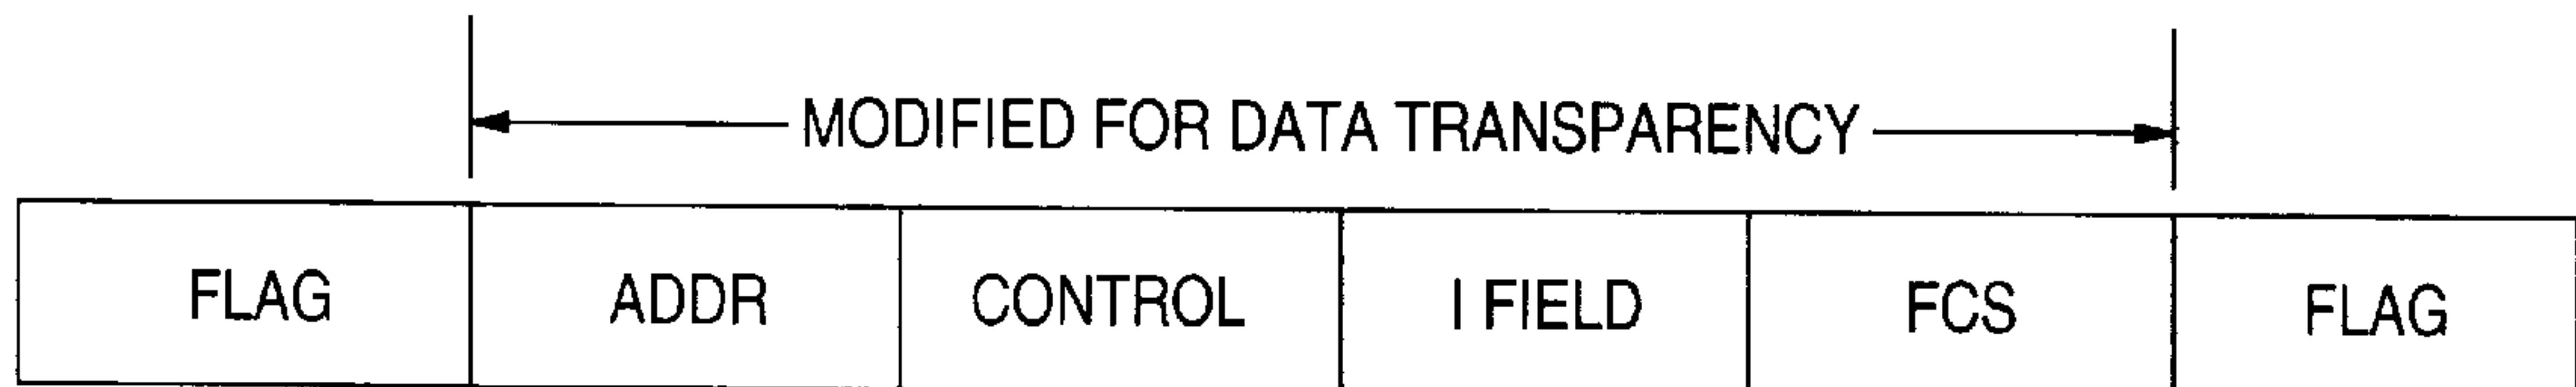 MODIFIED FOR DATA TRANSPARENCY
FLAG ADDR CONTROL I FIELD FCS FLAG